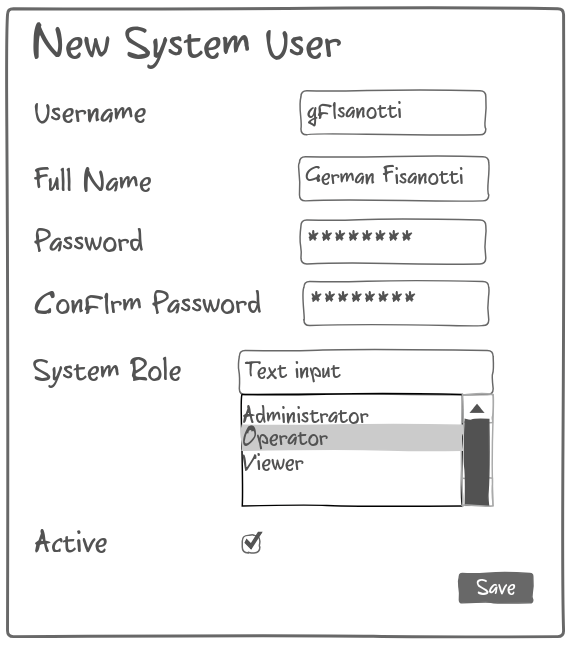 New System User
Username gFIsanotti
Full Name German Fisanotti
Password ********
ConFIrm Password ********
System Role Text input
Administrator
Operator
Viewer
Active
Save